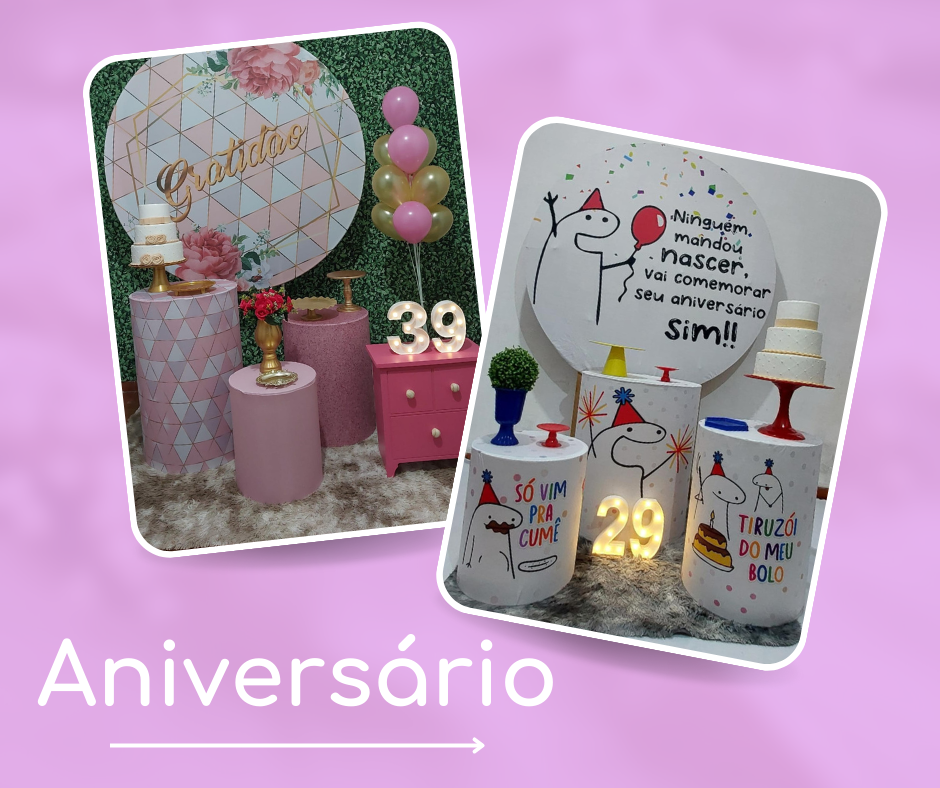 Gratidão
39
Ninguém
mandou
nascer,
vai comemorar
seu aniversário
sim!!
SÓ VIM
PRA
CUMÊ
29
TIRUZÓI
DO MEU
BOLO
Aniversário